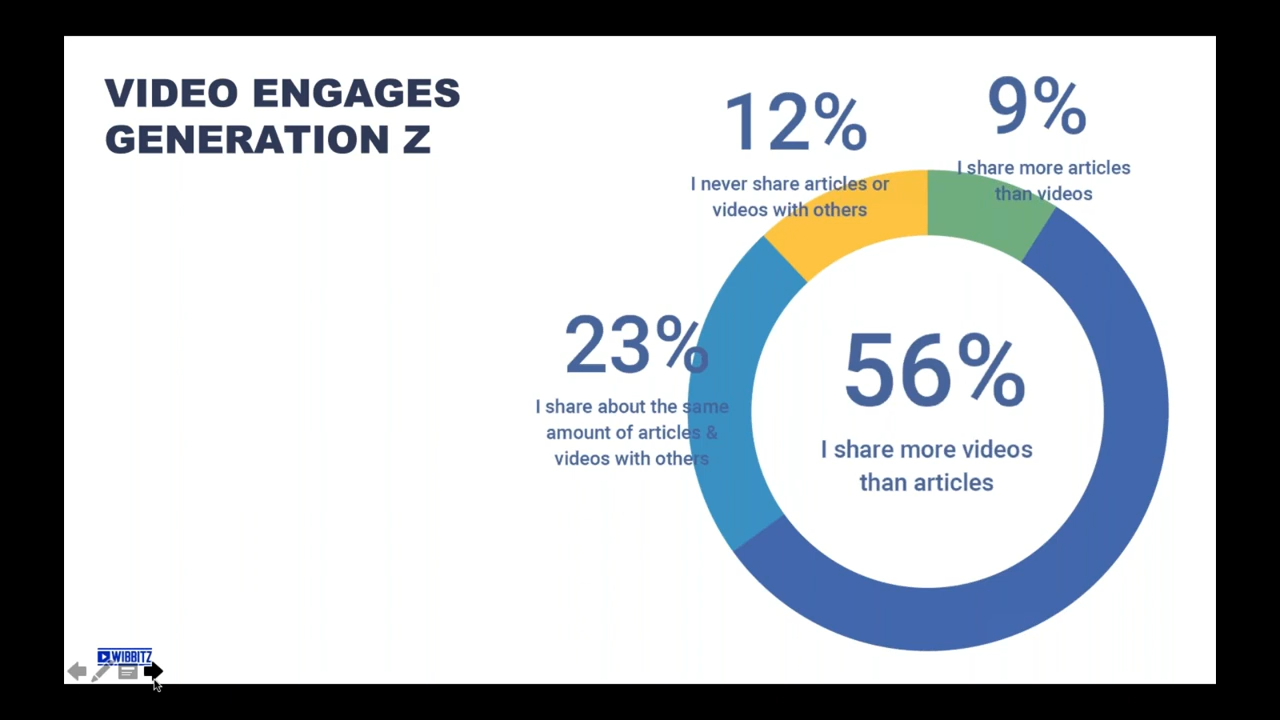 VIDEO ENGAGES
GENERATION Z
12%
I never share articles or
videos with others
9%
I share more articles
than videos
23%
I share about the same
amount of articles &
videos with others
56%
I share more videos
than articles
WIBBITZ